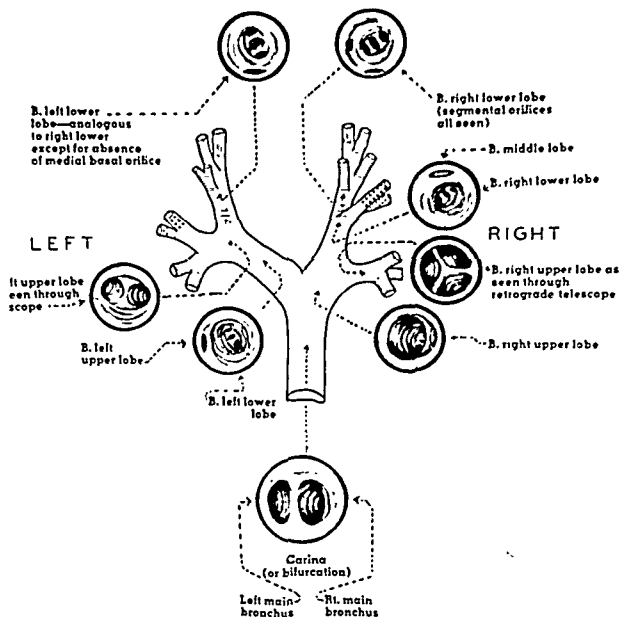 B. left lower
lobe—analogous
to right lower
except for absence
of medial basal orifice
B. right lower lobe
(segmental orifices
all seen)
B. middle lobe
B. right lower lobe
LEFT
RIGHT
ft upper lobe
een through
scope
B. right upper lobe as
seen through
retrograde telescope
B. left
upper lobe
B. right upper lobe
B. left lower
lobe
Carina
(or bifurcation)
Left main
bronchus
Rt. main
bronchus